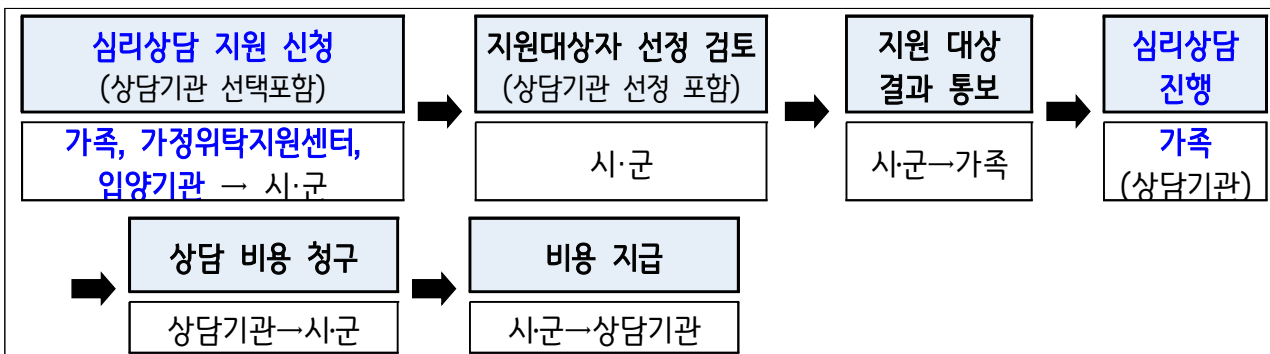 심리상담 지원 신청
(상담기관 선택포함)
가족, 가정위탁지원센터,
입양기관 → 시·군
지원대상자 선정 검토
(상담기관 선정 포함)
시·군
지원 대상
결과 통보
시·군→가족
심리상담
진행
가족
(상담기관)
상담 비용 청구
상담기관→시·군
비용 지급
시·군→상담기관